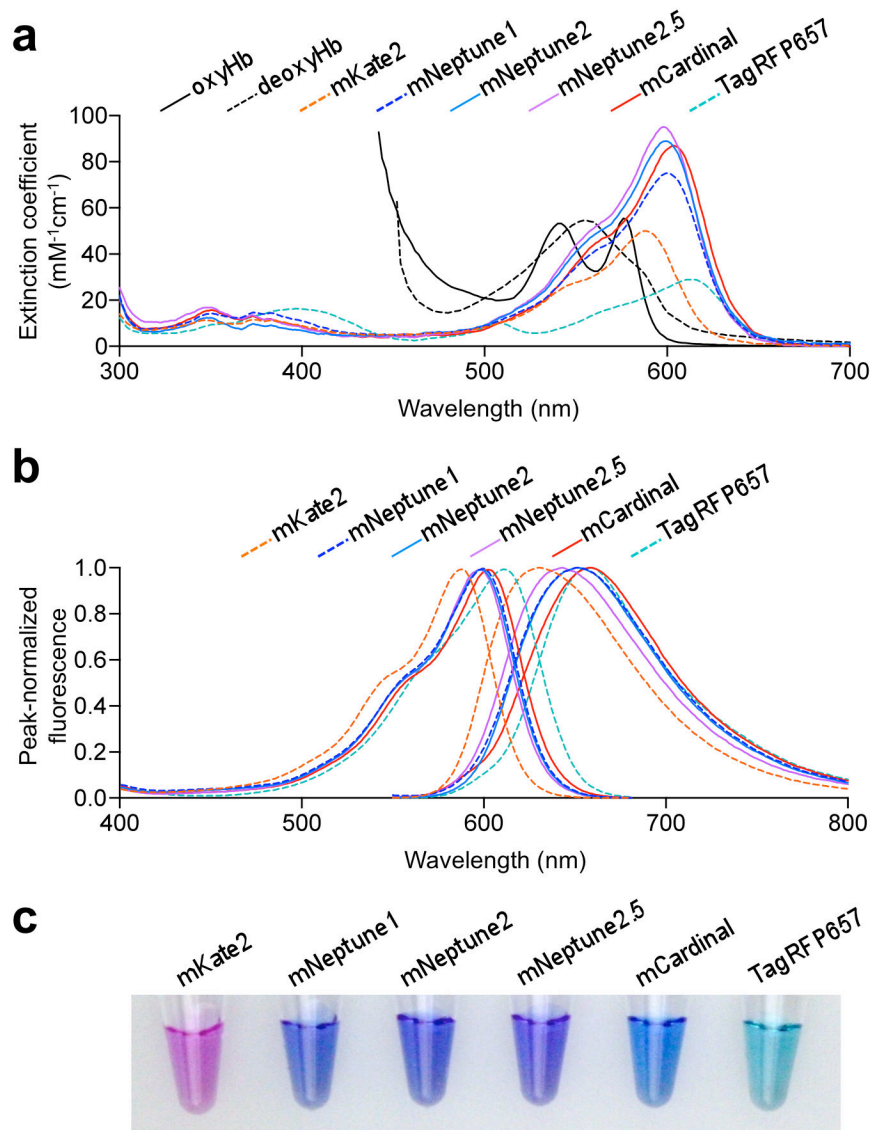 a
oxyHb
deoxyHb
mKate2
mNeptune1
mNeptune2
mNeptune2.5
mCardinal
TagRFP657
Extinction coefficient
(mM-1cm-1)
100
80
60
40
20
0
300
400
500
600
700
Wavelength (nm)
b
mKate2
mNeptune1
mNeptune2
mNeptune2.5
mCardinal
TagRFP657
Peak-normalized
fluorescence
1.0
0.8
0.6
0.4
0.2
0.0
400
500
600
700
800
Wavelength (nm)
c
mKate2
mNeptune1
mNeptune2
mNeptune2.5
mCardinal
TagRFP657